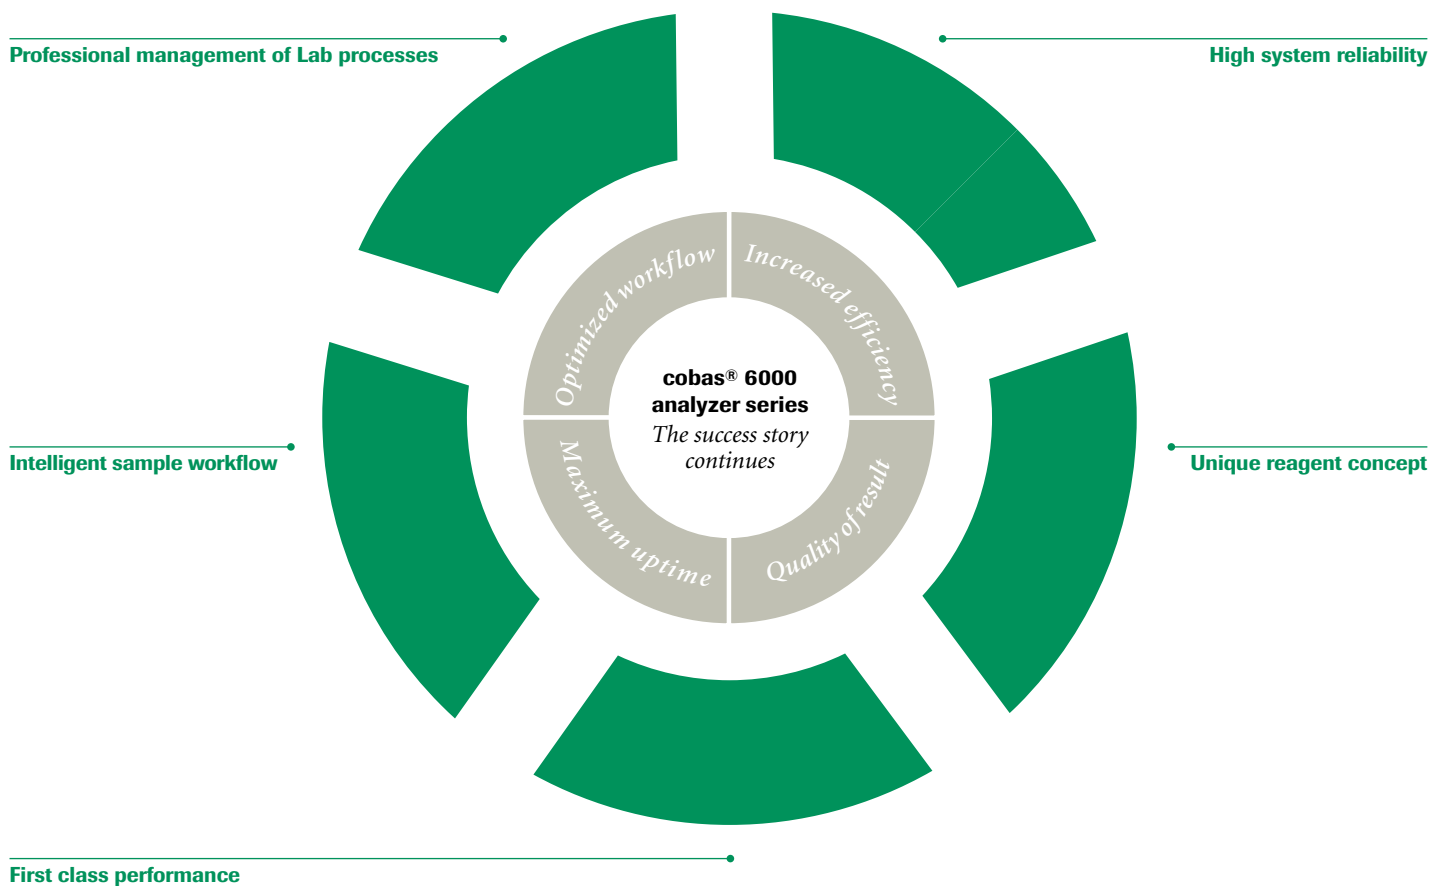 Professional management of Lab processes
High system reliability
Optimized workflow
Increased efficiency
cobas® 6000
analyzer series
The success story
continues
Intelligent sample workflow
Unique reagent concept
Maximum uptime
Quality of result
First class performance